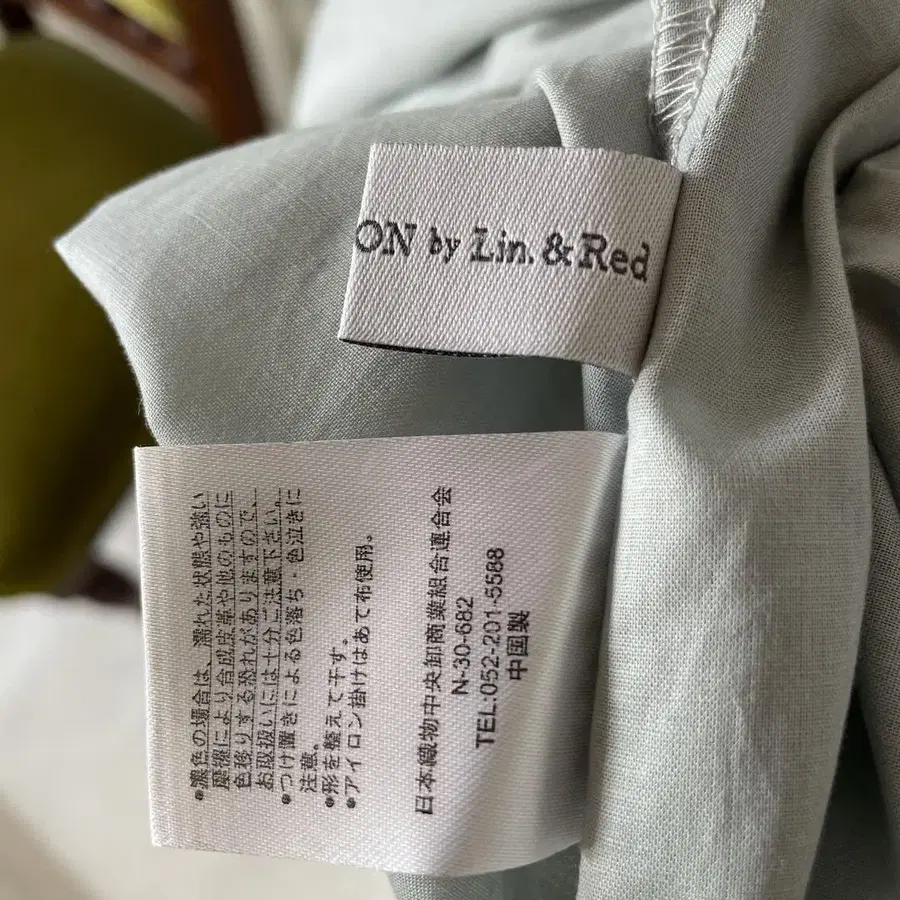 ON by Lin. & Red
•濃色の場合は、濡れた状態や強い
摩擦により合成皮革や他のものに
色移りする恐れがありますので、
お取扱いには十分ご注意下さい。
•つけ置きによる色落ち・色泣きに
注意。
•形を整えて干す。
•アイロン掛けはあて布使用。
日本織物中央卸商業組合連合会
N-30-682
TEL:052-201-5588
中国製